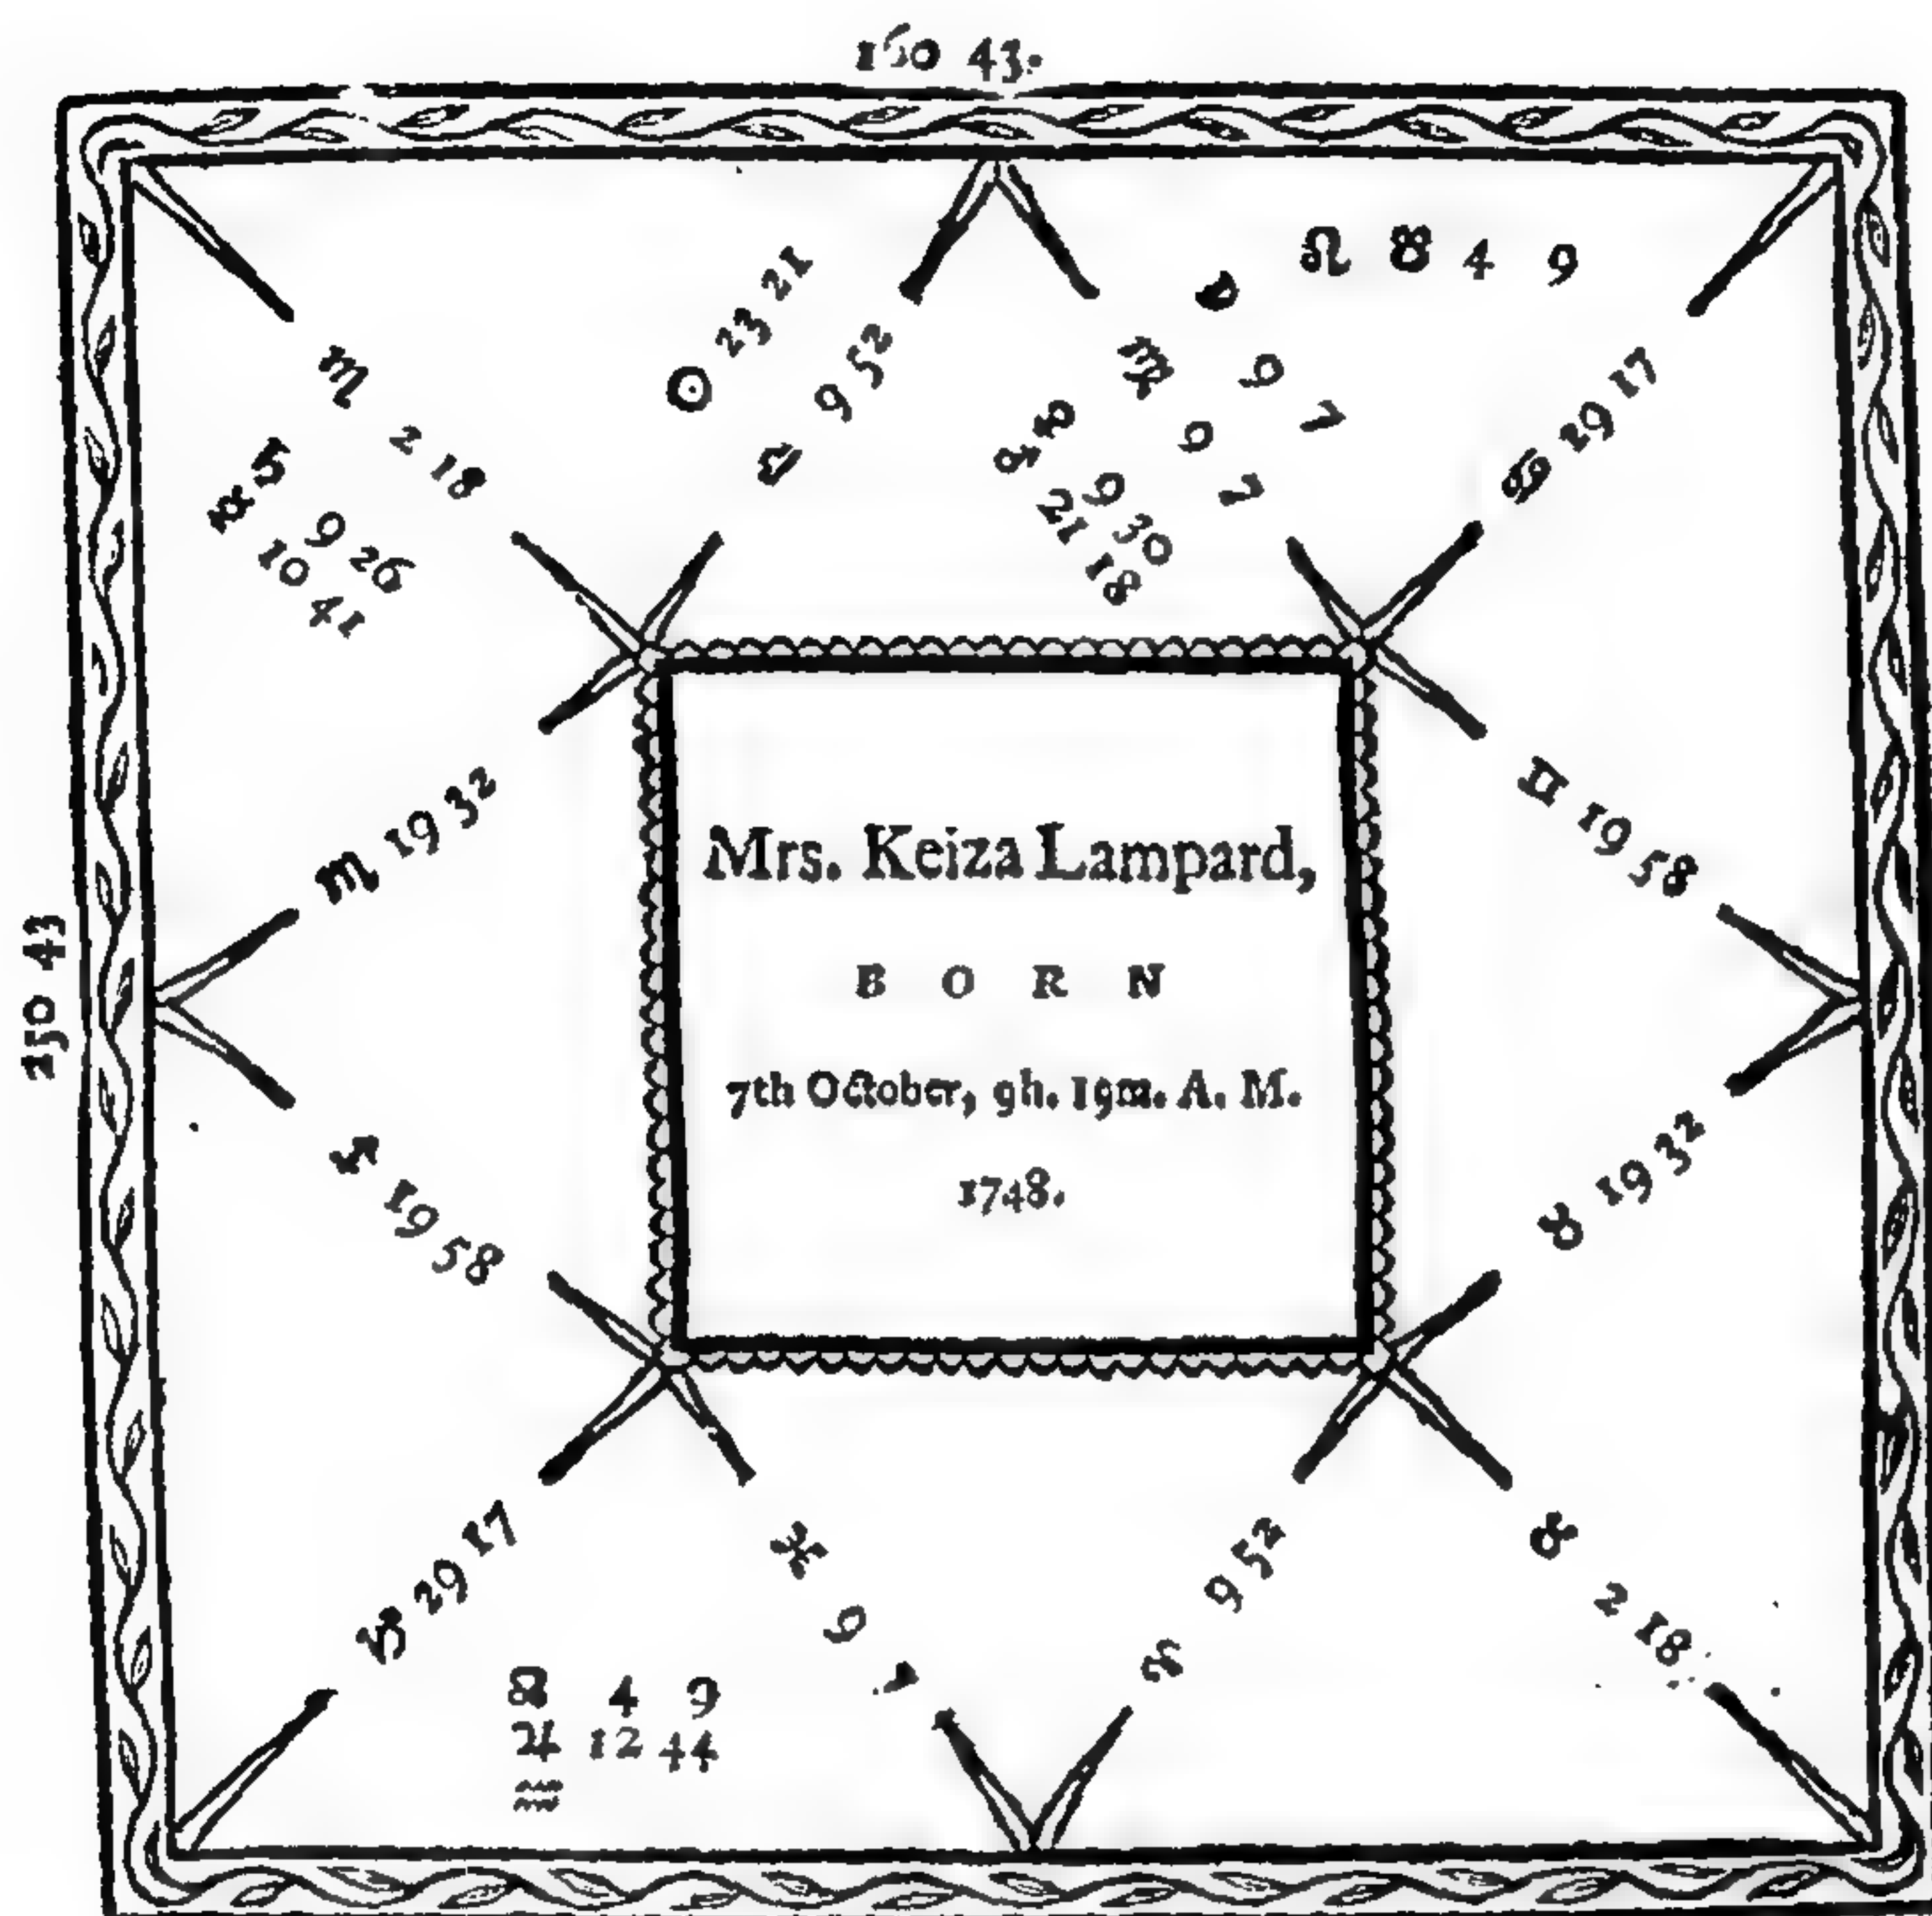 160 43.
♌ ☋ 4 9
☽ 9 7
☉ 23 21
♎ 9 52
♍ 9 7
♋ 29 17
♏ 2 18
♄ 9 26
☿ 10 41
♀ 9 30
♂ 21 18
♏ 19 32
♊ 19 58
250 43
Mrs. Keiza Lampard,
BORN
7th October, 9h. 19m. A. M.
1748.
♐ 19 58
♉ 19 32
♑ 29 17
♓ 9 7
9 52
♉ 2 18
☊ 4 9
♃ 12 44
♒